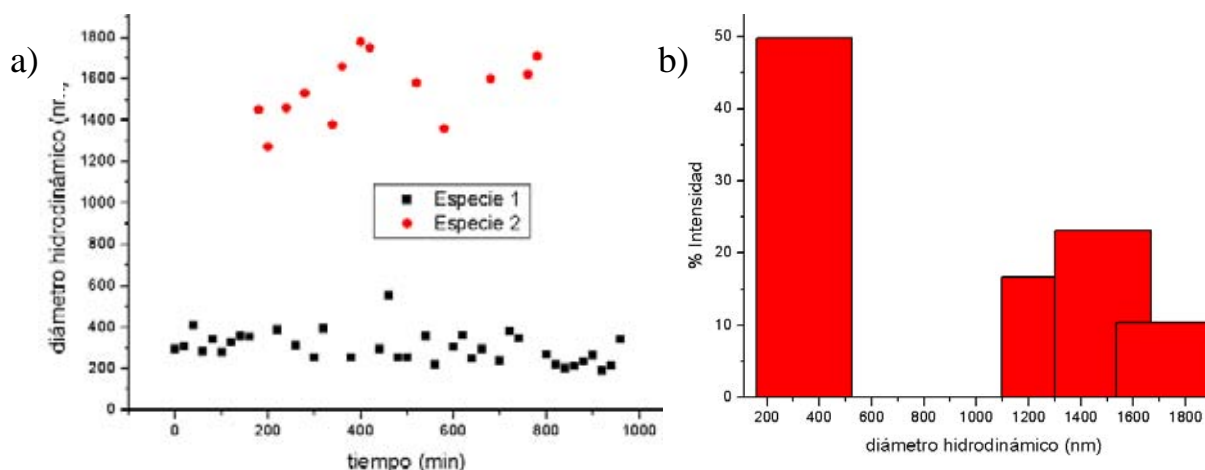 a)
diámetro hidrodinámico
1800
1600
1400
1200
1000
800
600
400
200
0
Especie 1
Especie 2
0 200 400 600 800 1000
tiempo (min)
b)
% Intensidad
50
40
30
20
10
0
200 400 600 800 1000 1200 1400 1600 1800
diámetro hidrodinámico (nm)